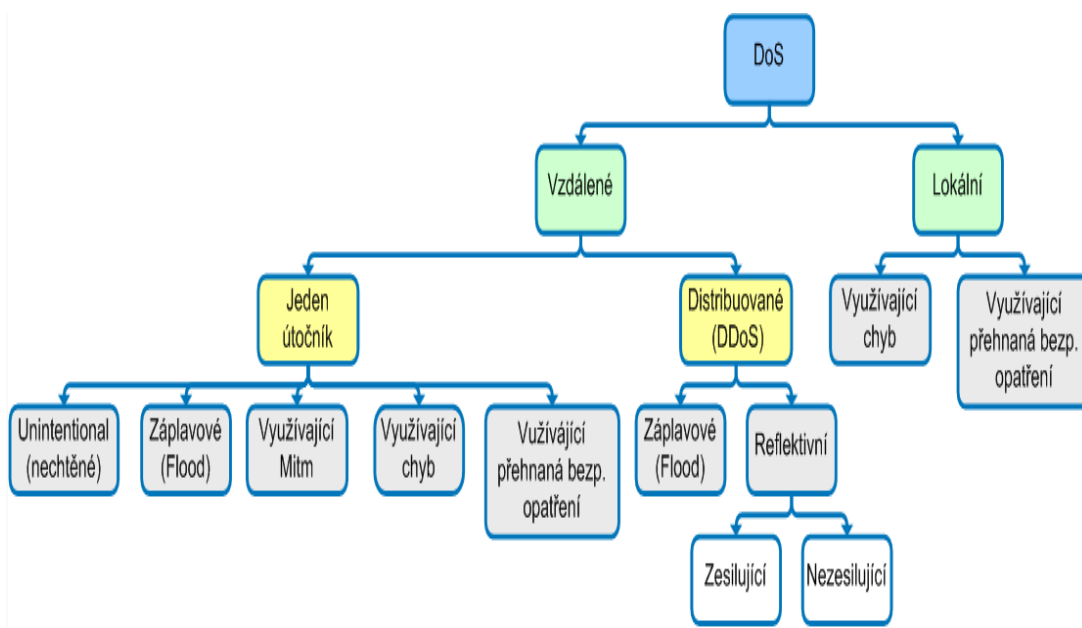 DoS
Vzdálené
Lokální
Jeden
útočník
Distribuované
(DDoS)
Využívající
chyb
Využívající
přehnaná bezp.
opatření
Unintentional
(nechtěné)
Záplavové
(Flood)
Využívající
Mitm
Využívající
chyb
Vužívájící
přehnaná bezp.
opatření
Záplavové
(Flood)
Reflektivní
Zesilující
Nezesilující